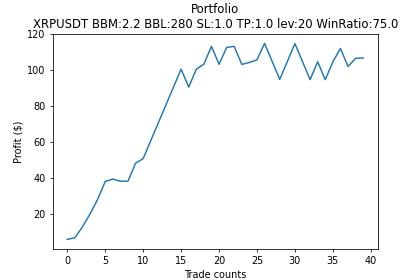 Portfolio
XRPUSDT BBM:2.2 BBL:280 SL:1.0 TP:1.0 lev:20 WinRatio:75.0
120
100
80
60
40
20
Profit ($)
0 5 10 15 20 25 30 35 40
Trade counts